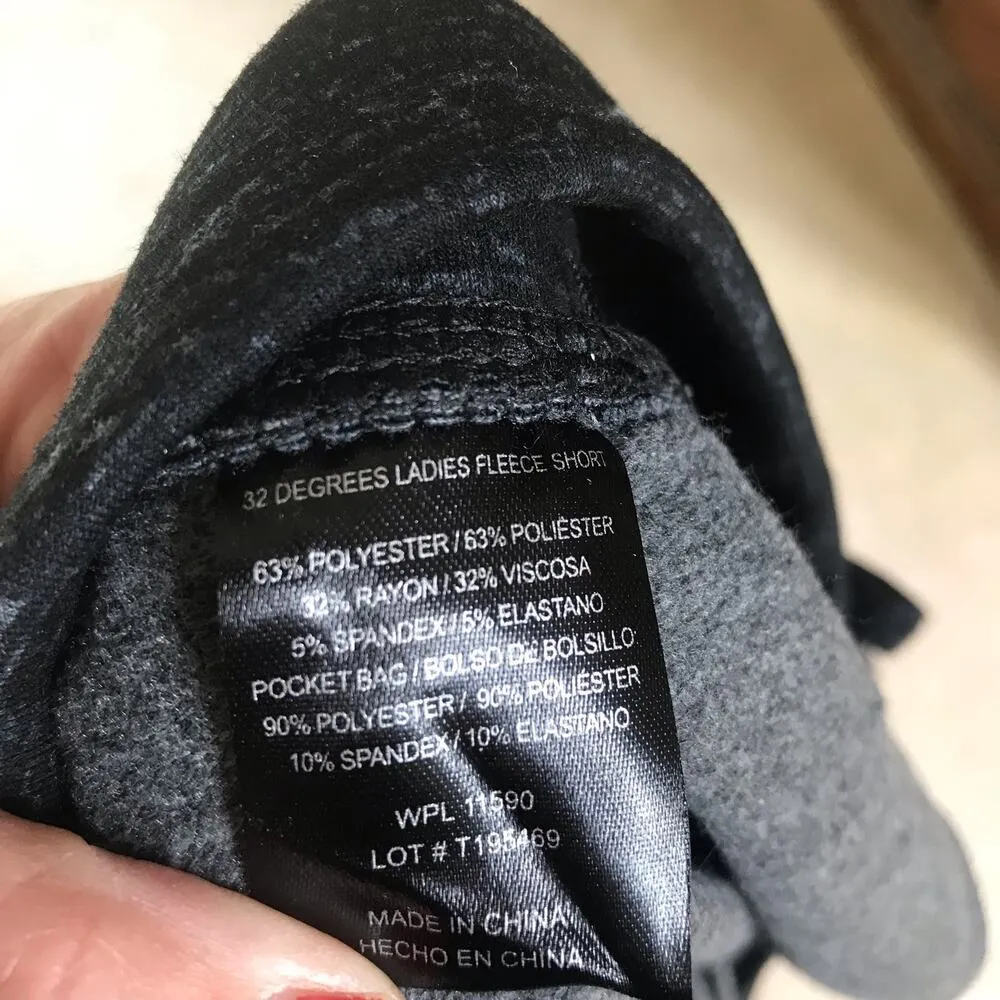 32 DEGREES LADIES FLEECE SHORT
63% POLYESTER / 63% POLIÉSTER
32% RAYON / 32% VISCOSA
5% SPANDEX / 5% ELASTANO
POCKET BAG / BOLSO DE BOLSILLO
90% POLYESTER / 90% POLIÉSTER
10% SPANDEX / 10% ELASTANO
WPL 11590
LOT # T195469
MADE IN CHINA
HECHO EN CHINA